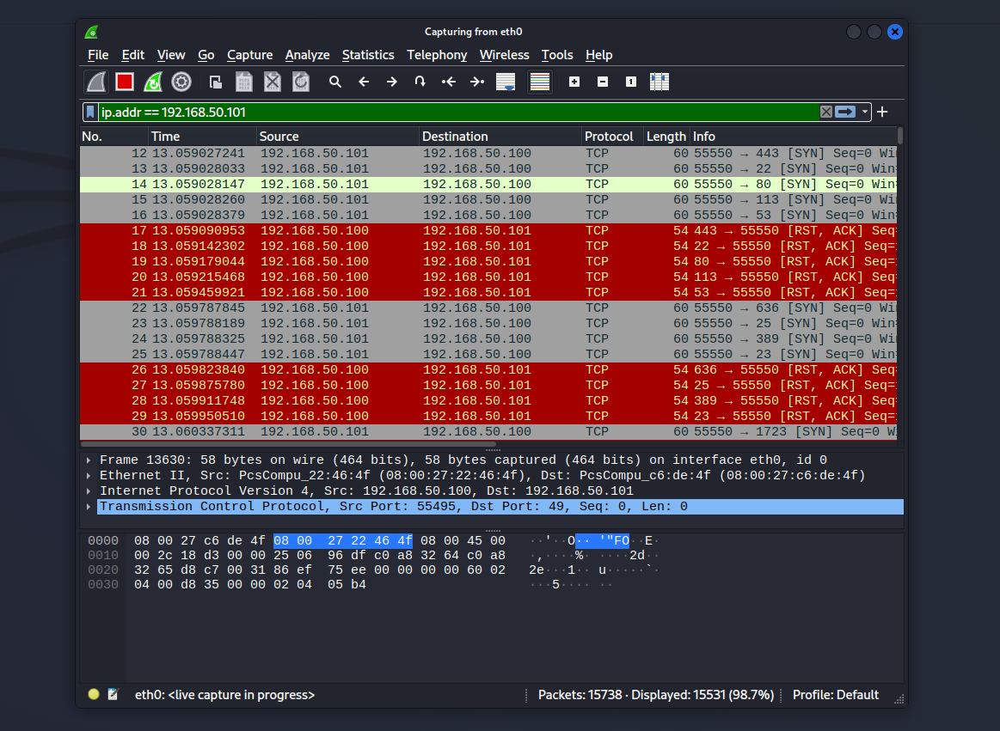 Capturing from eth0
File Edit View Go Capture Analyze Statistics Telephony Wireless Tools Help
ip.addr == 192.168.50.101
No. Time Source Destination Protocol Length Info
12 13.059027241 192.168.50.101 192.168.50.100 TCP 60 55550 → 443 [SYN] Seq=0 Win
13 13.059028033 192.168.50.101 192.168.50.100 TCP 60 55550 → 22 [SYN] Seq=0 Win=
14 13.059028147 192.168.50.101 192.168.50.100 TCP 60 55550 → 80 [SYN] Seq=0 Win=
15 13.059028260 192.168.50.101 192.168.50.100 TCP 60 55550 → 113 [SYN] Seq=0 Wi
16 13.059028379 192.168.50.101 192.168.50.100 TCP 60 55550 → 53 [SYN] Seq=0 Win=
17 13.059090953 192.168.50.100 192.168.50.101 TCP 54 443 → 55550 [RST, ACK] Seq=
18 13.059142302 192.168.50.100 192.168.50.101 TCP 54 22 → 55550 [RST, ACK] Seq=
19 13.059179044 192.168.50.100 192.168.50.101 TCP 54 80 → 55550 [RST, ACK] Seq=
20 13.059215468 192.168.50.100 192.168.50.101 TCP 54 113 → 55550 [RST, ACK] Seq=
21 13.059459921 192.168.50.100 192.168.50.101 TCP 54 53 → 55550 [RST, ACK] Seq=
22 13.059787845 192.168.50.101 192.168.50.100 TCP 60 55550 → 636 [SYN] Seq=0 Wi
23 13.059788189 192.168.50.101 192.168.50.100 TCP 60 55550 → 25 [SYN] Seq=0 Win=
24 13.059788325 192.168.50.101 192.168.50.100 TCP 60 55550 → 389 [SYN] Seq=0 Wi
25 13.059788447 192.168.50.101 192.168.50.100 TCP 60 55550 → 23 [SYN] Seq=0 Win=
26 13.059823840 192.168.50.100 192.168.50.101 TCP 54 636 → 55550 [RST, ACK] Seq=
27 13.059875780 192.168.50.100 192.168.50.101 TCP 54 25 → 55550 [RST, ACK] Seq=
28 13.059911748 192.168.50.100 192.168.50.101 TCP 54 389 → 55550 [RST, ACK] Seq=
29 13.059950510 192.168.50.100 192.168.50.101 TCP 54 23 → 55550 [RST, ACK] Seq=
30 13.060337311 192.168.50.101 192.168.50.100 TCP 60 55550 → 1723 [SYN] Seq=0 W
Frame 13630: 58 bytes on wire (464 bits), 58 bytes captured (464 bits) on interface eth0, id 0
Ethernet II, Src: PcsCompu_22:46:4f (08:00:27:22:46:4f), Dst: PcsCompu_c6:de:4f (08:00:27:c6:de:4f)
Internet Protocol Version 4, Src: 192.168.50.100, Dst: 192.168.50.101
Transmission Control Protocol, Src Port: 55495, Dst Port: 49, Seq: 0, Len: 0
0000 08 00 27 c6 de 4f 08 00 27 22 46 4f 08 00 45 00 ··'··O·· '"FO··E·
0010 00 2c 18 d3 00 00 25 06 96 df c0 a8 32 64 c0 a8 ·,····%· ····2d··
0020 32 65 d8 c7 00 31 86 ef 75 ee 00 00 00 00 60 02 2e···1·· u·····`·
0030 04 00 d8 35 00 00 02 04 05 b4 ···5···· ··
eth0: <live capture in progress> Packets: 15738 · Displayed: 15531 (98.7%) Profile: Default